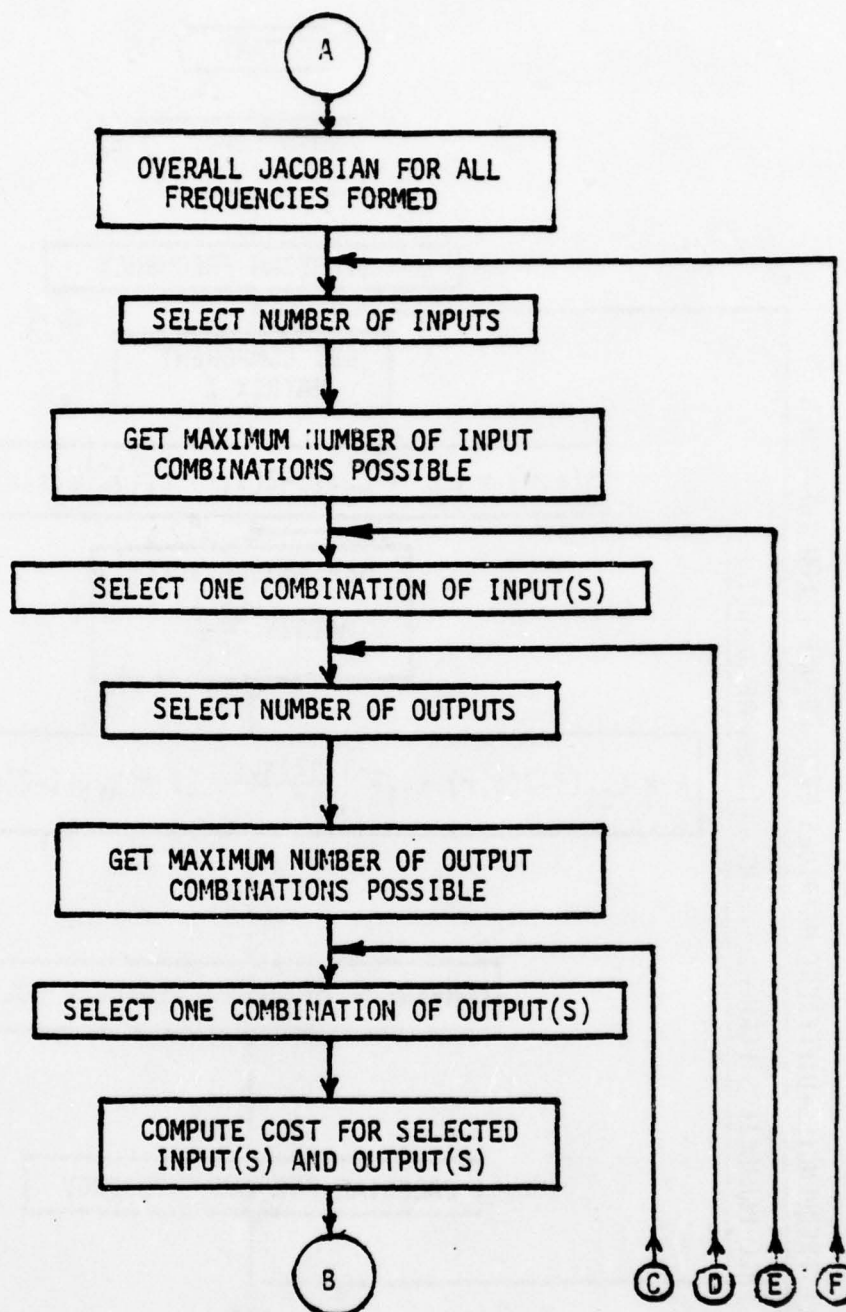 A
OVERALL JACOBIAN FOR ALL
FREQUENCIES FORMED
SELECT NUMBER OF INPUTS
GET MAXIMUM NUMBER OF INPUT
COMBINATIONS POSSIBLE
SELECT ONE COMBINATION OF INPUT(S)
SELECT NUMBER OF OUTPUTS
GET MAXIMUM NUMBER OF OUTPUT
COMBINATIONS POSSIBLE
SELECT ONE COMBINATION OF OUTPUT(S)
COMPUTE COST FOR SELECTED
INPUT(S) AND OUTPUT(S)
B
C D E F